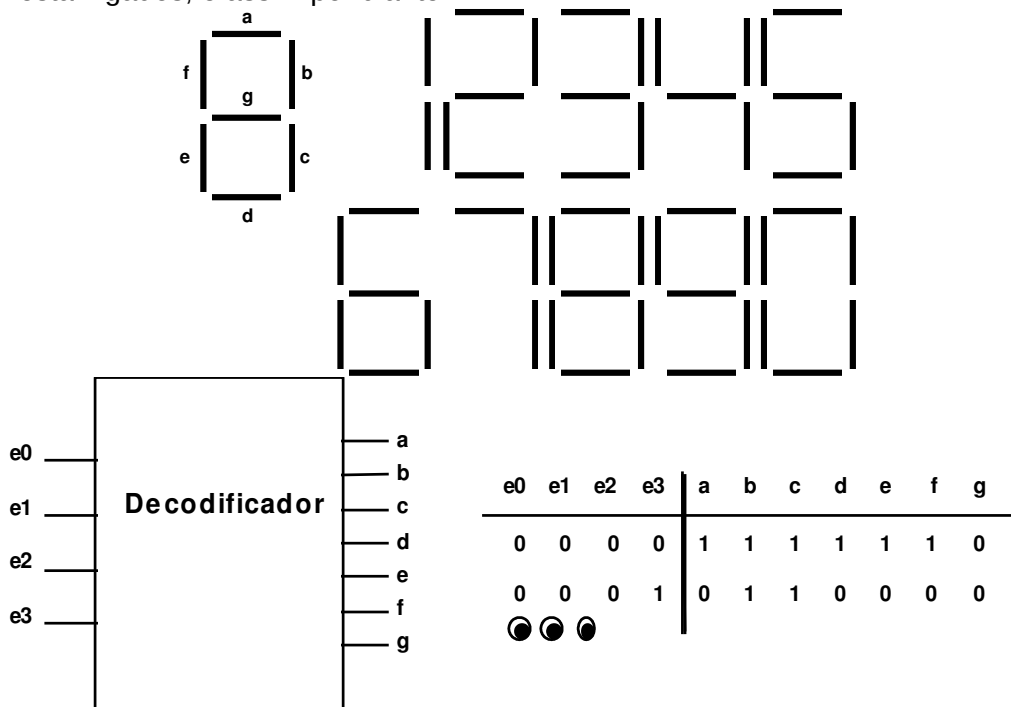 a
f b
g
e c
d
e0
e1
e2
e3
Decodificador
a
b
c
d
e
f
g
e0 e1 e2 e3 a b c d e f g
0 0 0 0 1 1 1 1 1 1 0
0 0 0 1 0 1 1 0 0 0 0